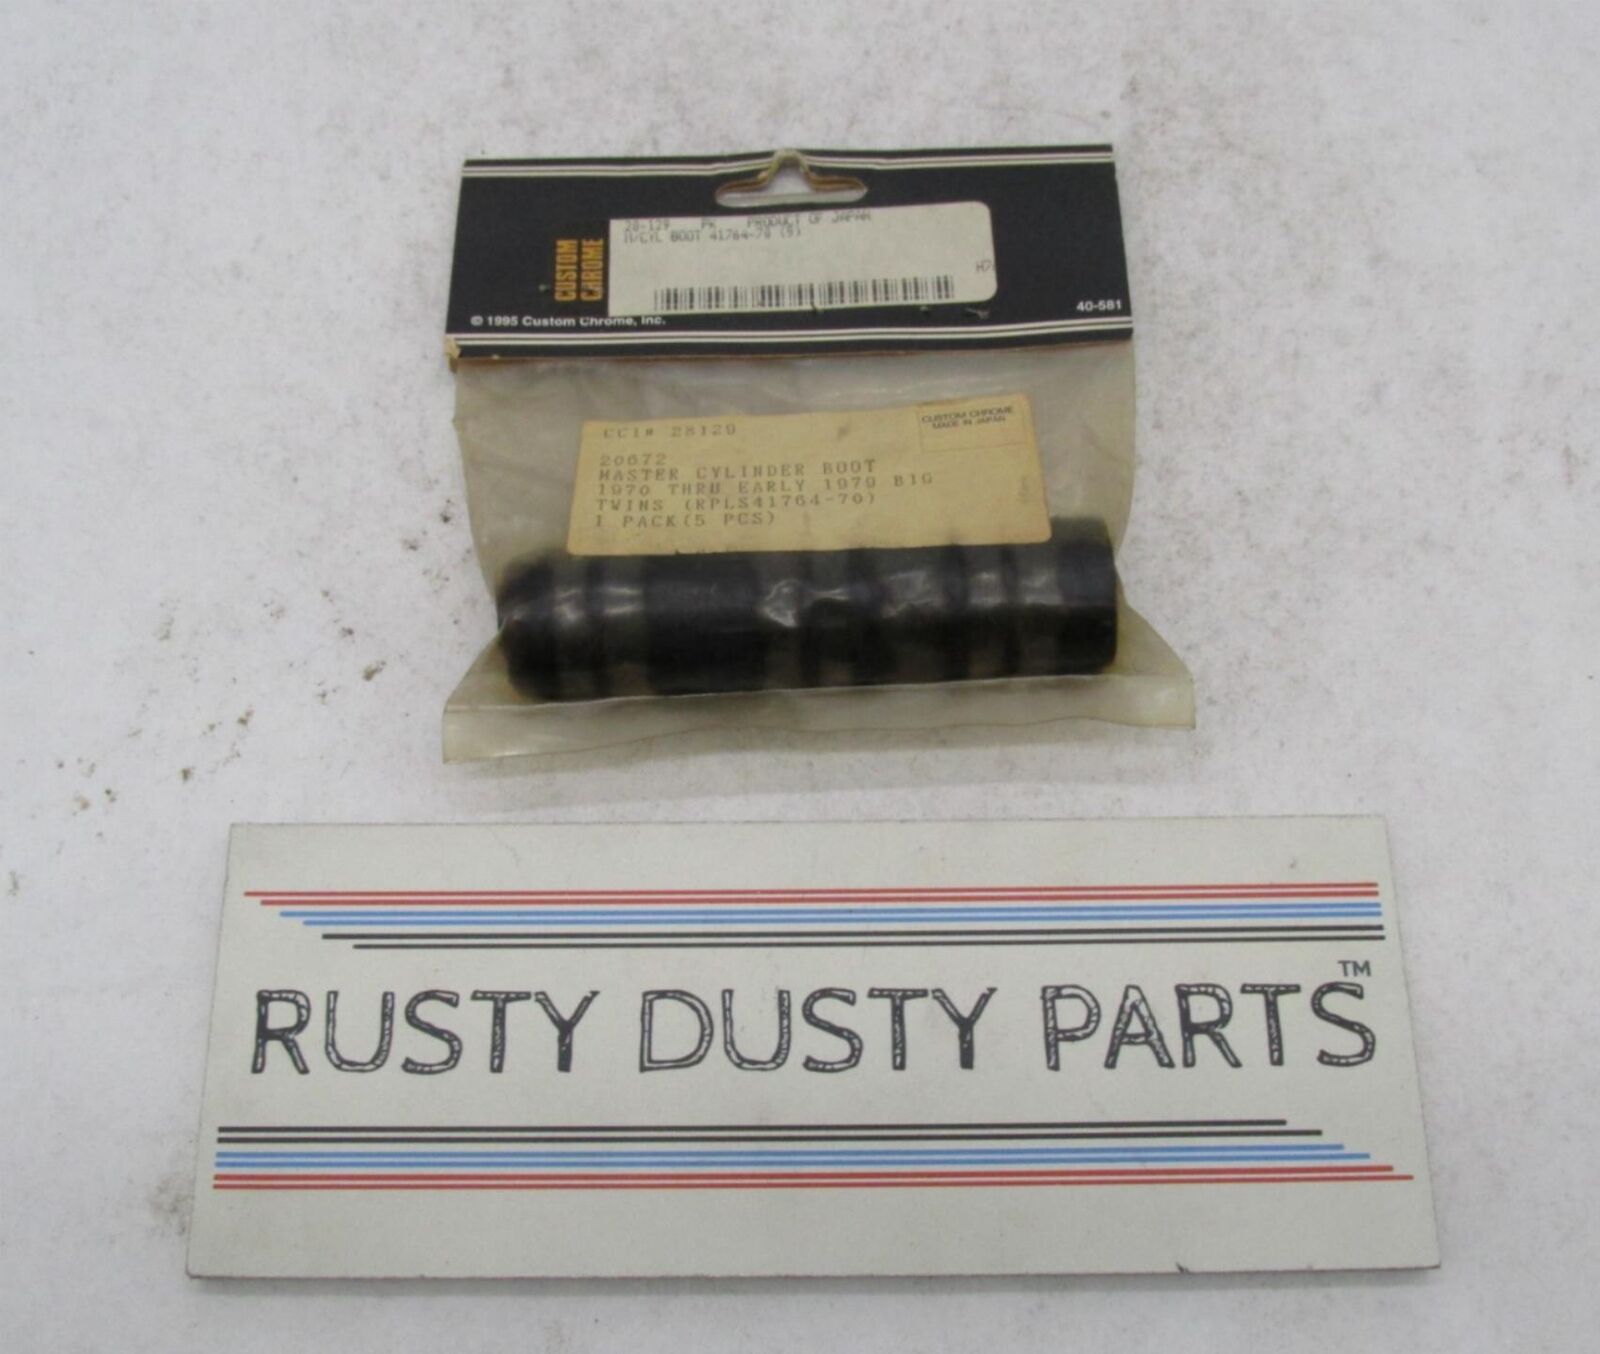 28-129 PK PRODUCT OF JAPAN
M/CYL BOOT 41764-70 (9)
CUSTOM
CHROME
© 1995 Custom Chrome, Inc.
40-581
CCI# 28129
CUSTOM CHROME
MADE IN JAPAN
20672
MASTER CYLINDER BOOT
1970 THRU EARLY 1979 BIG
TWINS (RPLS41764-70)
1 PACK(5 PCS)
RUSTY DUSTY PARTS™